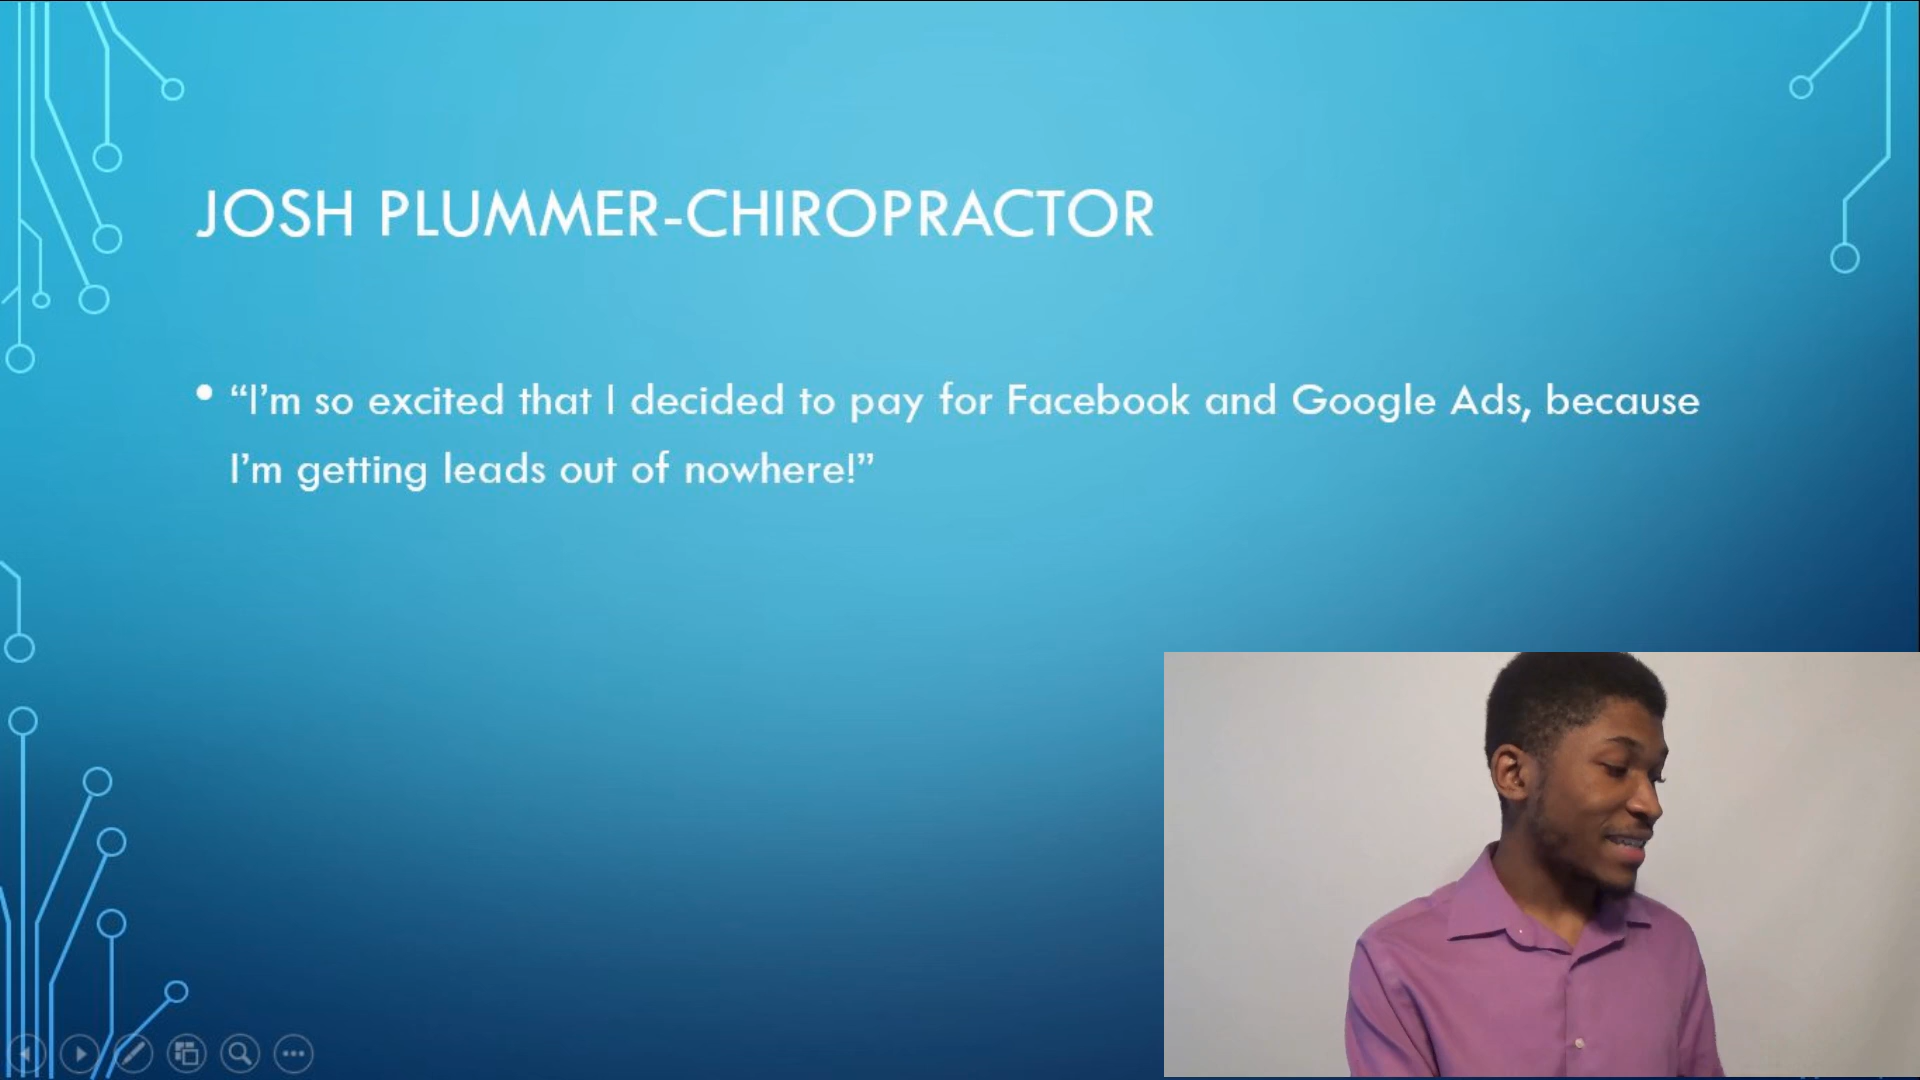 JOSH PLUMMER-CHIROPRACTOR
• “I’m so excited that I decided to pay for Facebook and Google Ads, because
I’m getting leads out of nowhere!”